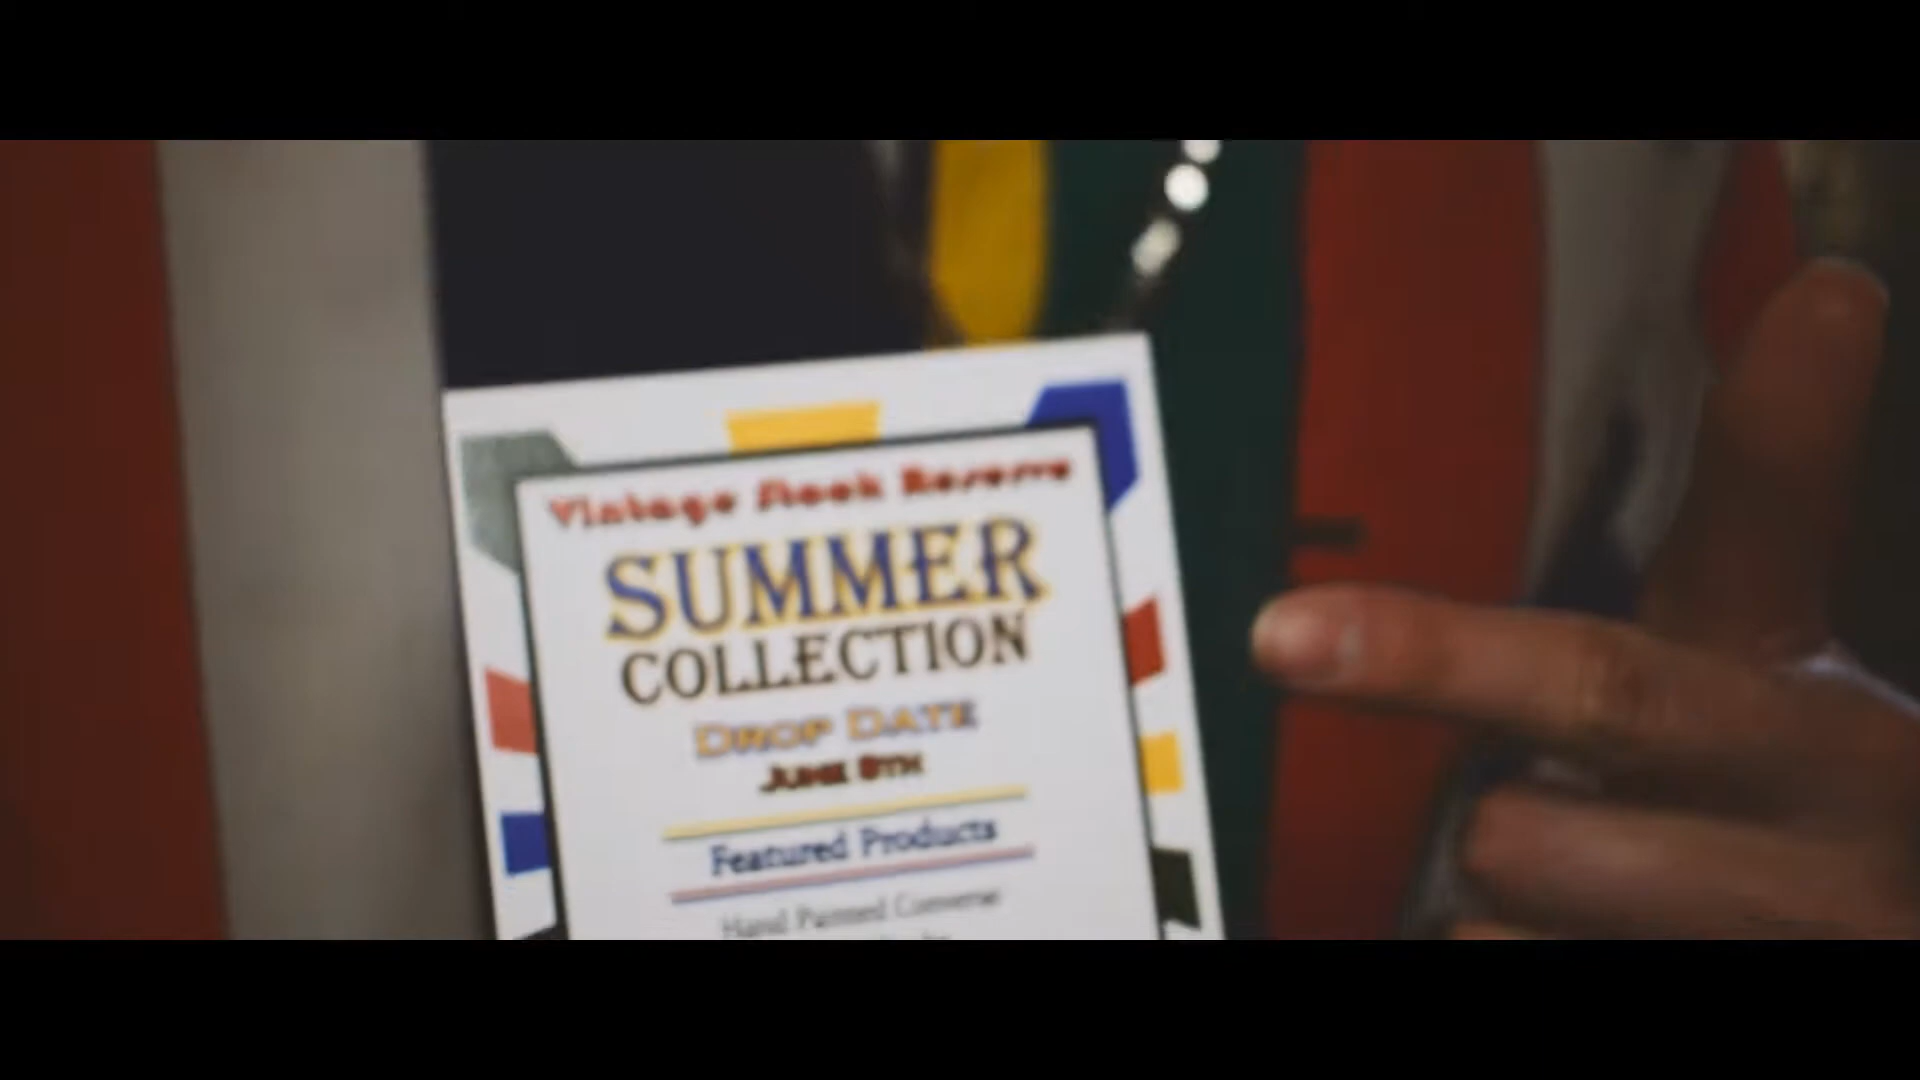 Vintage Stock Reserve
SUMMER
COLLECTION
DROP DATE
JUNE 8TH
Featured Products
Hand Painted Converse